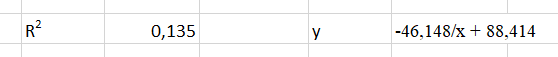 R² 0,135 y -46,148/x + 88,414